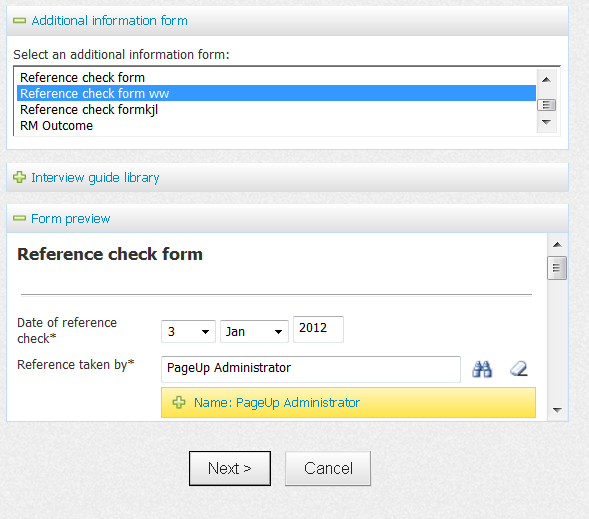 Additional information form
Select an additional information form:
Reference check form
Reference check form ww
Reference check formkjl
RM Outcome
Interview guide library
Form preview
Reference check form
Date of reference
check*
3 Jan 2012
Reference taken by* PageUp Administrator
Name: PageUp Administrator
Next > Cancel